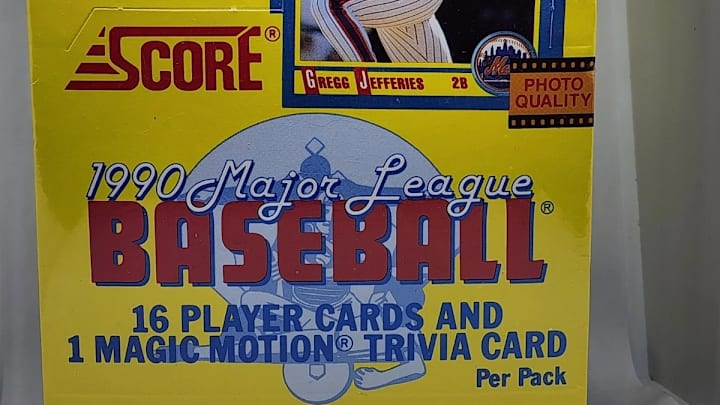 SCORE®
GREGG JEFFERIES 2B
Mets
PHOTO
QUALITY
1990 Major League
BASEBALL®
16 PLAYER CARDS AND
1 MAGIC MOTION® TRIVIA CARD
Per Pack